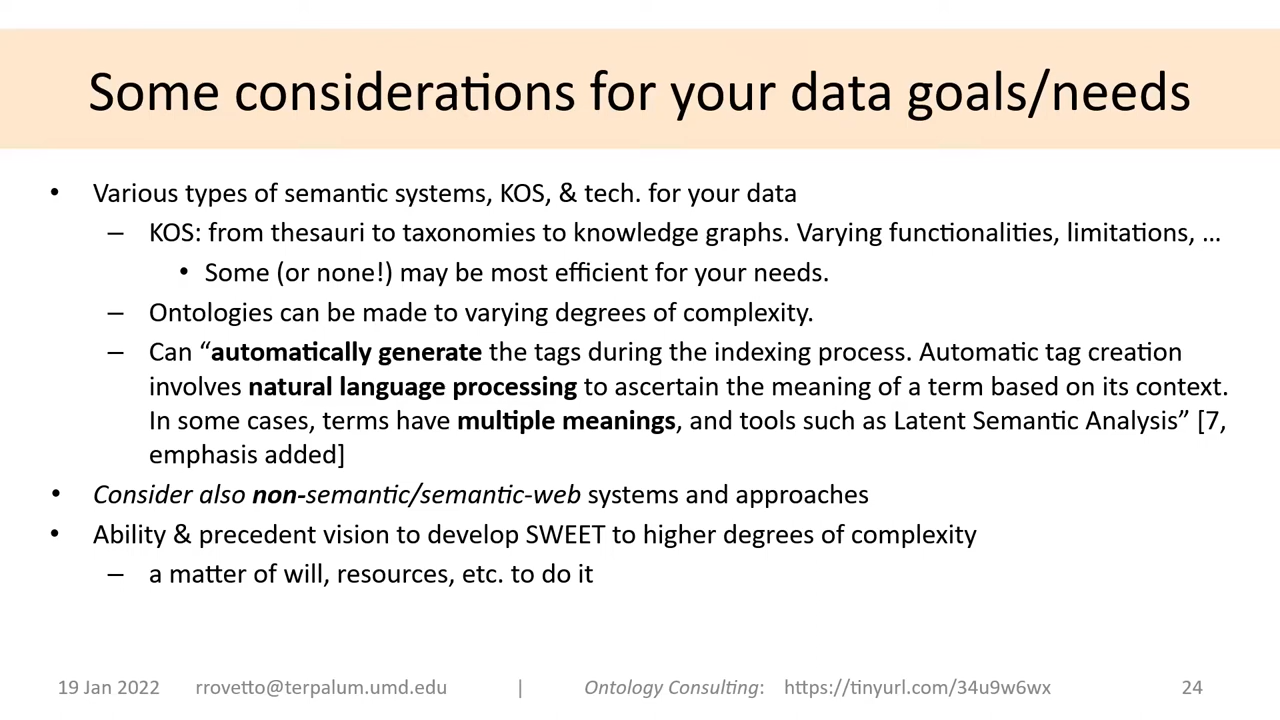 Some considerations for your data goals/needs
• Various types of semantic systems, KOS, & tech. for your data
– KOS: from thesauri to taxonomies to knowledge graphs. Varying functionalities, limitations, ...
• Some (or none!) may be most efficient for your needs.
– Ontologies can be made to varying degrees of complexity.
– Can “automatically generate the tags during the indexing process. Automatic tag creation
involves natural language processing to ascertain the meaning of a term based on its context.
In some cases, terms have multiple meanings, and tools such as Latent Semantic Analysis” [7,
emphasis added]
• Consider also non-semantic/semantic-web systems and approaches
• Ability & precedent vision to develop SWEET to higher degrees of complexity
– a matter of will, resources, etc. to do it
19 Jan 2022 rrovetto@terpalum.umd.edu | Ontology Consulting: https://tinyurl.com/34u9w6wx 24